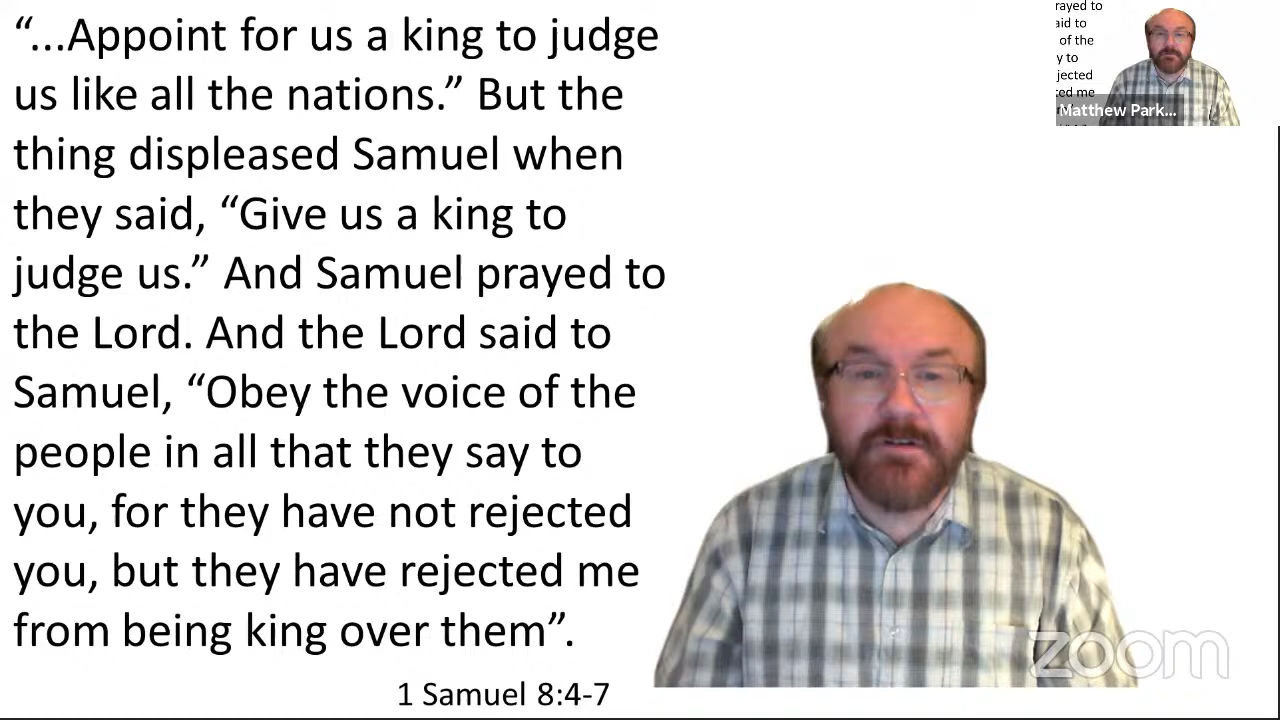 “...Appoint for us a king to judge
us like all the nations.” But the
thing displeased Samuel when
they said, “Give us a king to
judge us.” And Samuel prayed to
the Lord. And the Lord said to
Samuel, “Obey the voice of the
people in all that they say to
you, for they have not rejected
you, but they have rejected me
from being king over them”.
1 Samuel 8:4-7
rayed to
aid to
of the
y to
jected
ted me
Matthew Park...
zoom